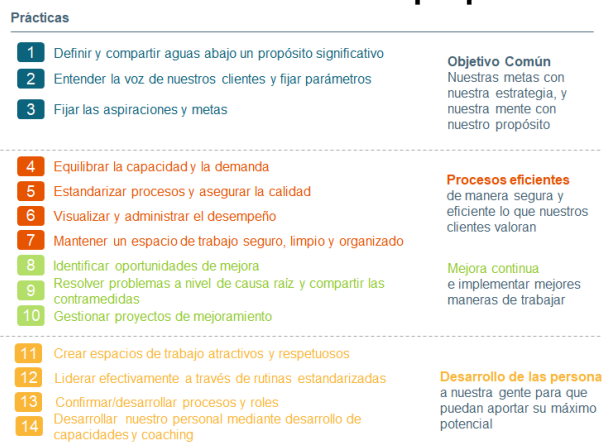 Prácticas
1 Definir y compartir aguas abajo un propósito significativo
2 Entender la voz de nuestros clientes y fijar parámetros
3 Fijar las aspiraciones y metas
Objetivo Común
Nuestras metas con
nuestra estrategia, y
nuestra mente con
nuestro propósito
4 Equilibrar la capacidad y la demanda
5 Estandarizar procesos y asegurar la calidad
6 Visualizar y administrar el desempeño
7 Mantener un espacio de trabajo seguro, limpio y organizado
Procesos eficientes
de manera segura y
eficiente lo que nuestros
clientes valoran
8 Identificar oportunidades de mejora
9 Resolver problemas a nivel de causa raíz y compartir las
contramedidas
10 Gestionar proyectos de mejoramiento
Mejora continua
e implementar mejores
maneras de trabajar
11 Crear espacios de trabajo atractivos y respetuosos
12 Liderar efectivamente a través de rutinas estandarizadas
13 Confirmar/desarrollar procesos y roles
14 Desarrollar nuestro personal mediante desarrollo de
capacidades y coaching
Desarrollo de las persona
a nuestra gente para que
puedan aportar su máximo
potencial